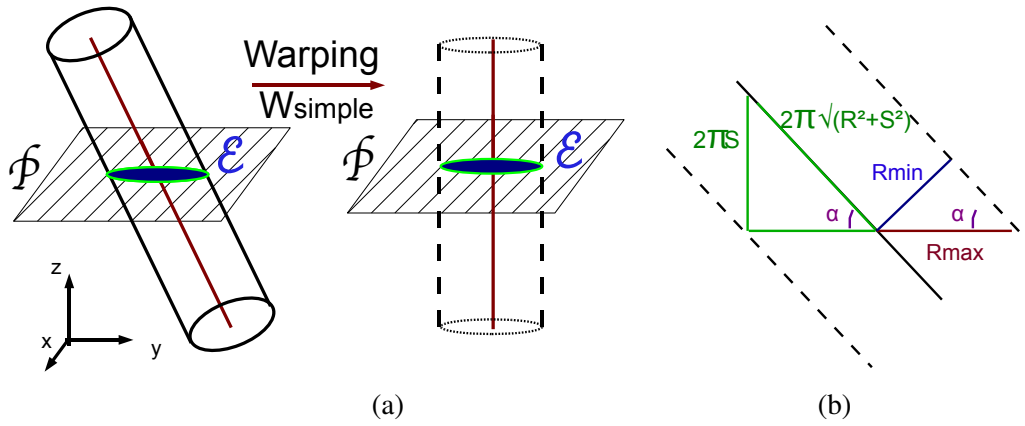 Warping
Wsimple
𝒫
ℰ
z
x
y
𝒫
ℰ
2πS
2π√(R²+S²)
Rmin
α
α
Rmax
(a)
(b)